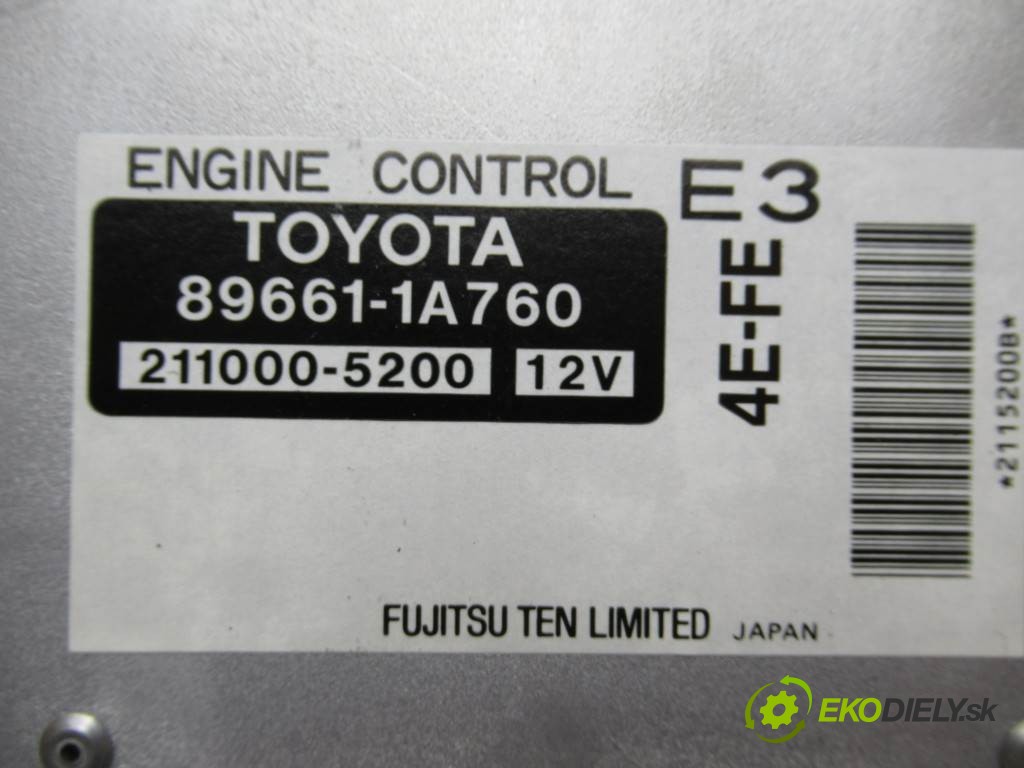 ENGINE CONTROL E3
TOYOTA
89661-1A760
211000-5200 12V
4E-FE
*2115200B*
FUJITSU TEN LIMITED JAPAN
EKODIELY.sk